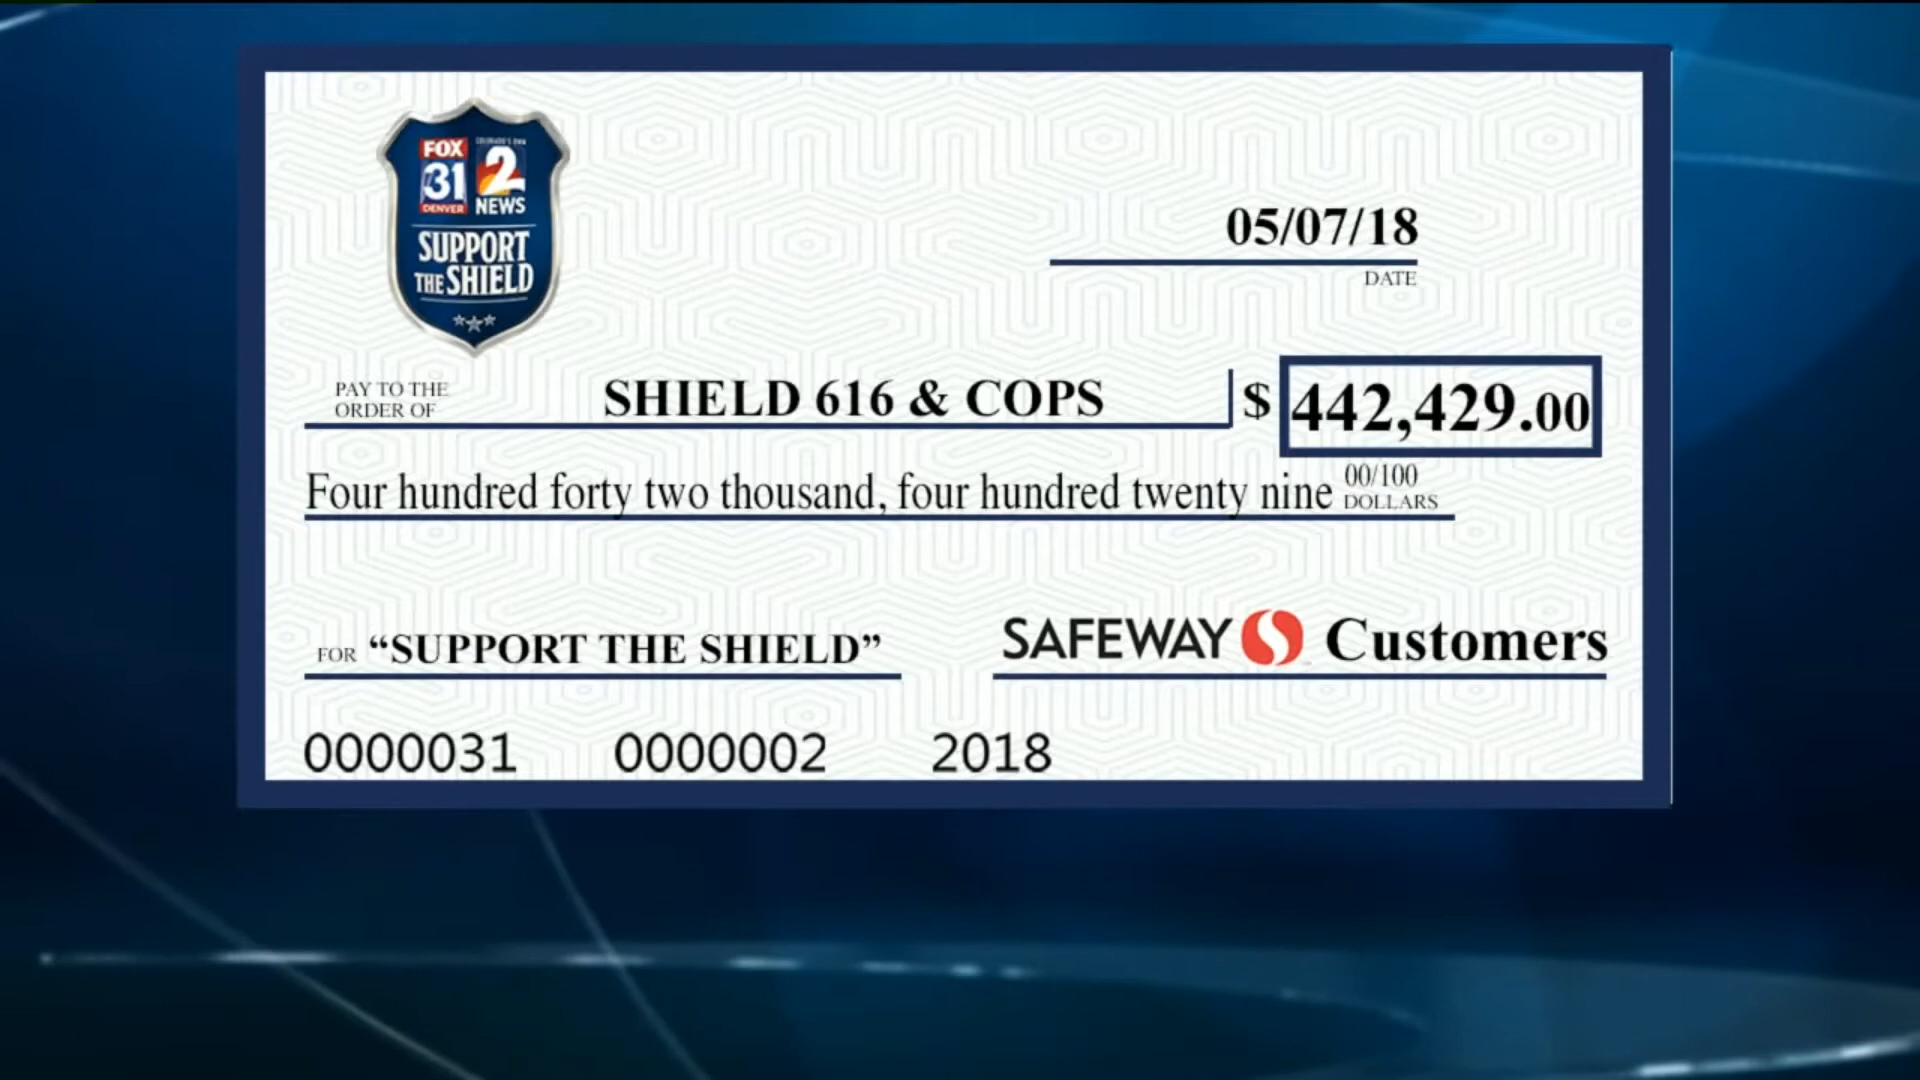 FOX
31
DENVER
COLORADO'S OWN
2
NEWS
SUPPORT
THE SHIELD
05/07/18
DATE
PAY TO THE
ORDER OF
SHIELD 616 & COPS
$ 442,429.00
Four hundred forty two thousand, four hundred twenty nine 00/100
DOLLARS
FOR “SUPPORT THE SHIELD”
SAFEWAY Customers
0000031 0000002 2018